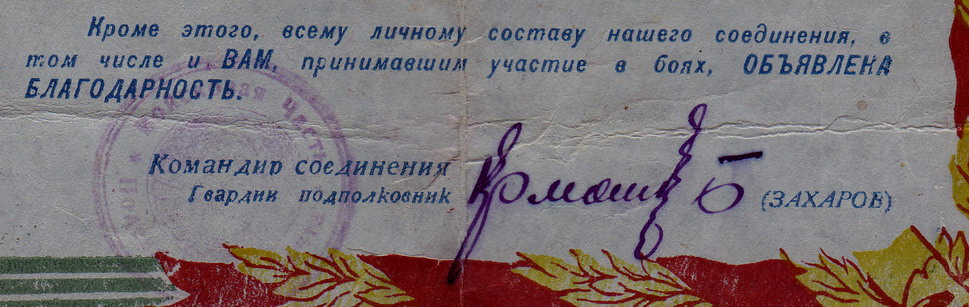 Кроме этого, всему личному составу нашего соединения, в
том числе и ВАМ, принимавшим участие в боях, ОБЪЯВЛЕНА
БЛАГОДАРНОСТЬ.
Командир соединения
Гвардии подполковник (ЗАХАРОВ)